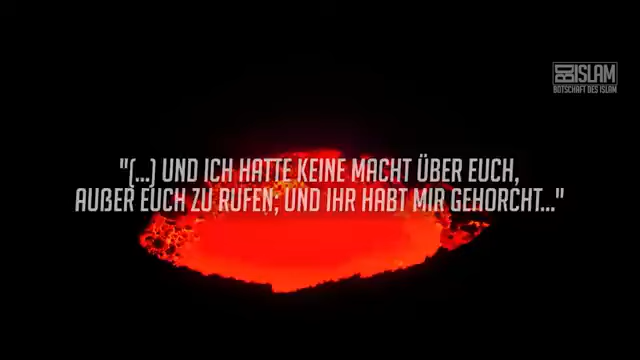 BDI ISLAM
BOTSCHAFT DES ISLAM
"(...) UND ICH HATTE KEINE MACHT ÜBER EUCH,
AUßER EUCH ZU RUFEN; UND IHR HABT MIR GEHORCHT..."